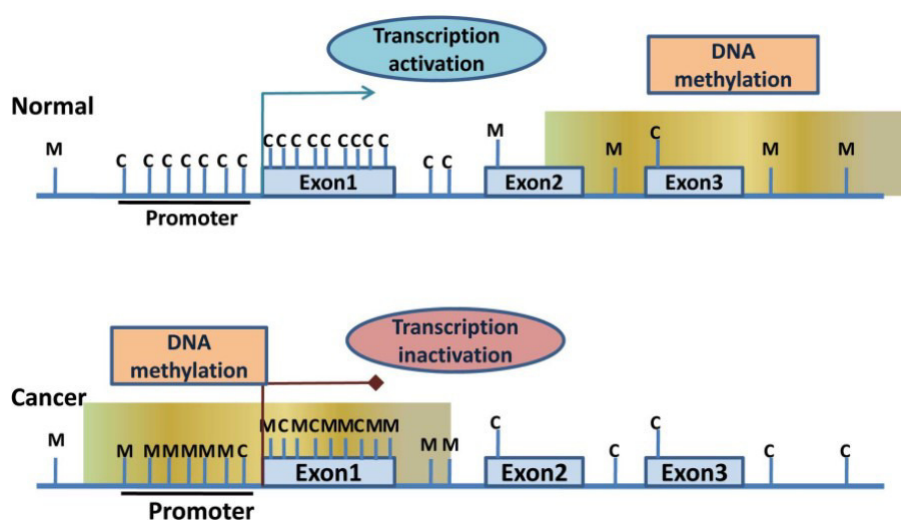 Transcription
activation
DNA
methylation
Normal
M C C C C C C C C C C C C C C C C C C M M C M M
Exon1 Exon2 Exon3
Promoter
DNA
methylation
Transcription
inactivation
Cancer
M M M M M M M C M C M C M M C M M M M C C C C C
Exon1 Exon2 Exon3
Promoter